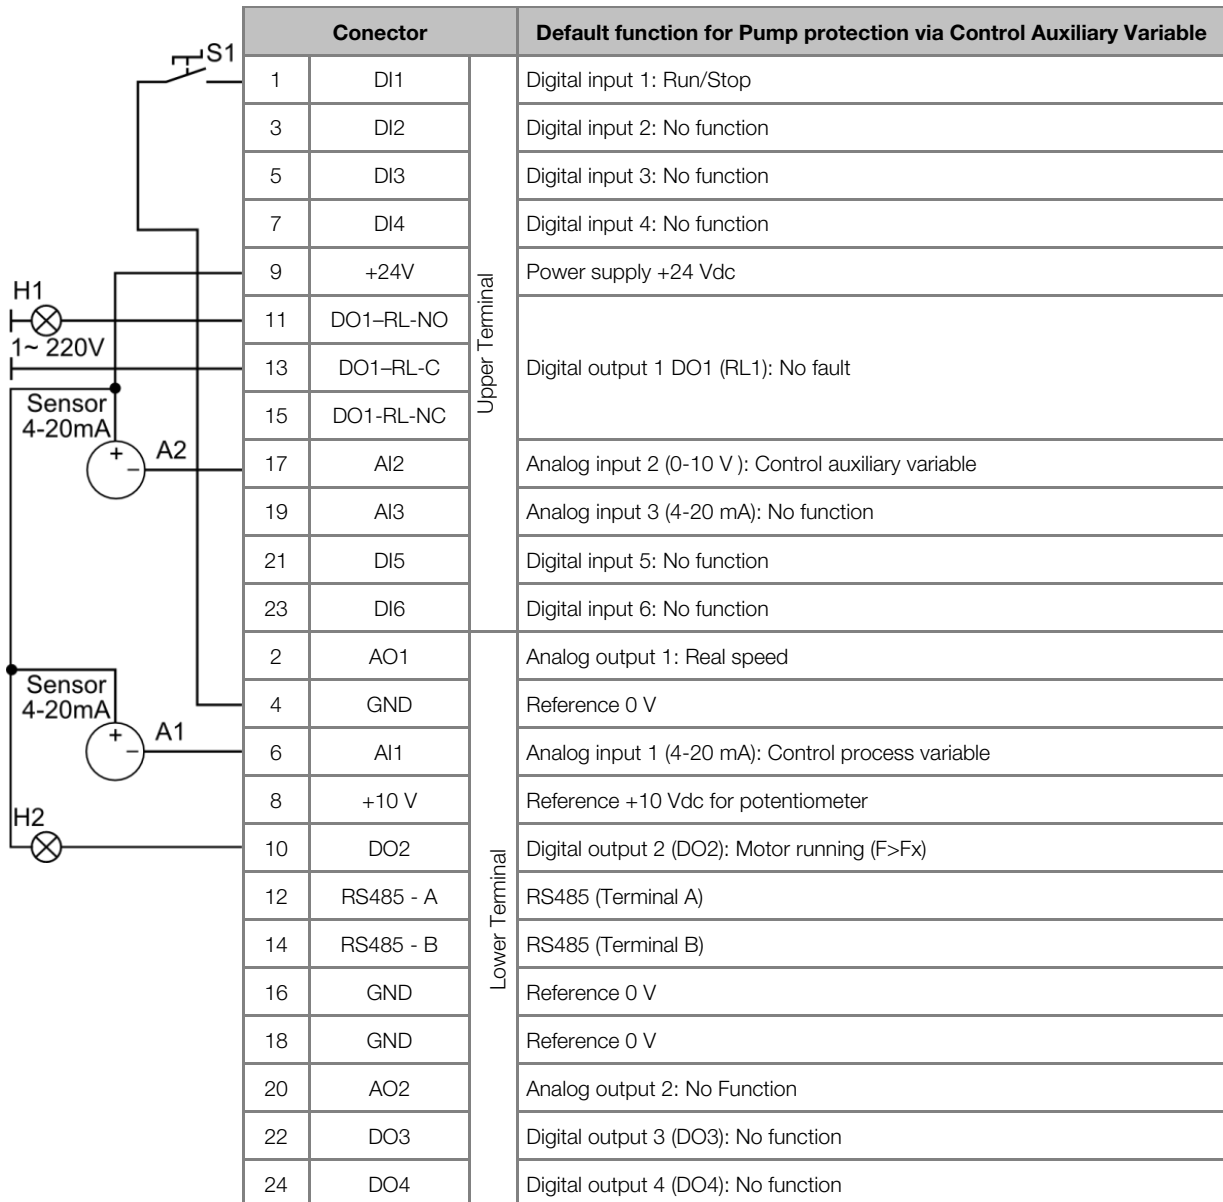 Conector Default function for Pump protection via Control Auxiliary Variable
S1
1 DI1 Digital input 1: Run/Stop
3 DI2 Digital input 2: No function
5 DI3 Digital input 3: No function
7 DI4 Digital input 4: No function
9 +24V Power supply +24 Vdc
Upper Terminal
H1
11 DO1–RL-NO
1~ 220V
13 DO1–RL-C Digital output 1 DO1 (RL1): No fault
15 DO1-RL-NC
Sensor
4-20mA
+ – A2
17 AI2 Analog input 2 (0-10 V ): Control auxiliary variable
19 AI3 Analog input 3 (4-20 mA): No function
21 DI5 Digital input 5: No function
23 DI6 Digital input 6: No function
2 AO1 Analog output 1: Real speed
Sensor
4-20mA
4 GND Reference 0 V
+ – A1
6 AI1 Analog input 1 (4-20 mA): Control process variable
8 +10 V Reference +10 Vdc for potentiometer
H2
10 DO2 Digital output 2 (DO2): Motor running (F>Fx)
Lower Terminal
12 RS485 - A RS485 (Terminal A)
14 RS485 - B RS485 (Terminal B)
16 GND Reference 0 V
18 GND Reference 0 V
20 AO2 Analog output 2: No Function
22 DO3 Digital output 3 (DO3): No function
24 DO4 Digital output 4 (DO4): No function